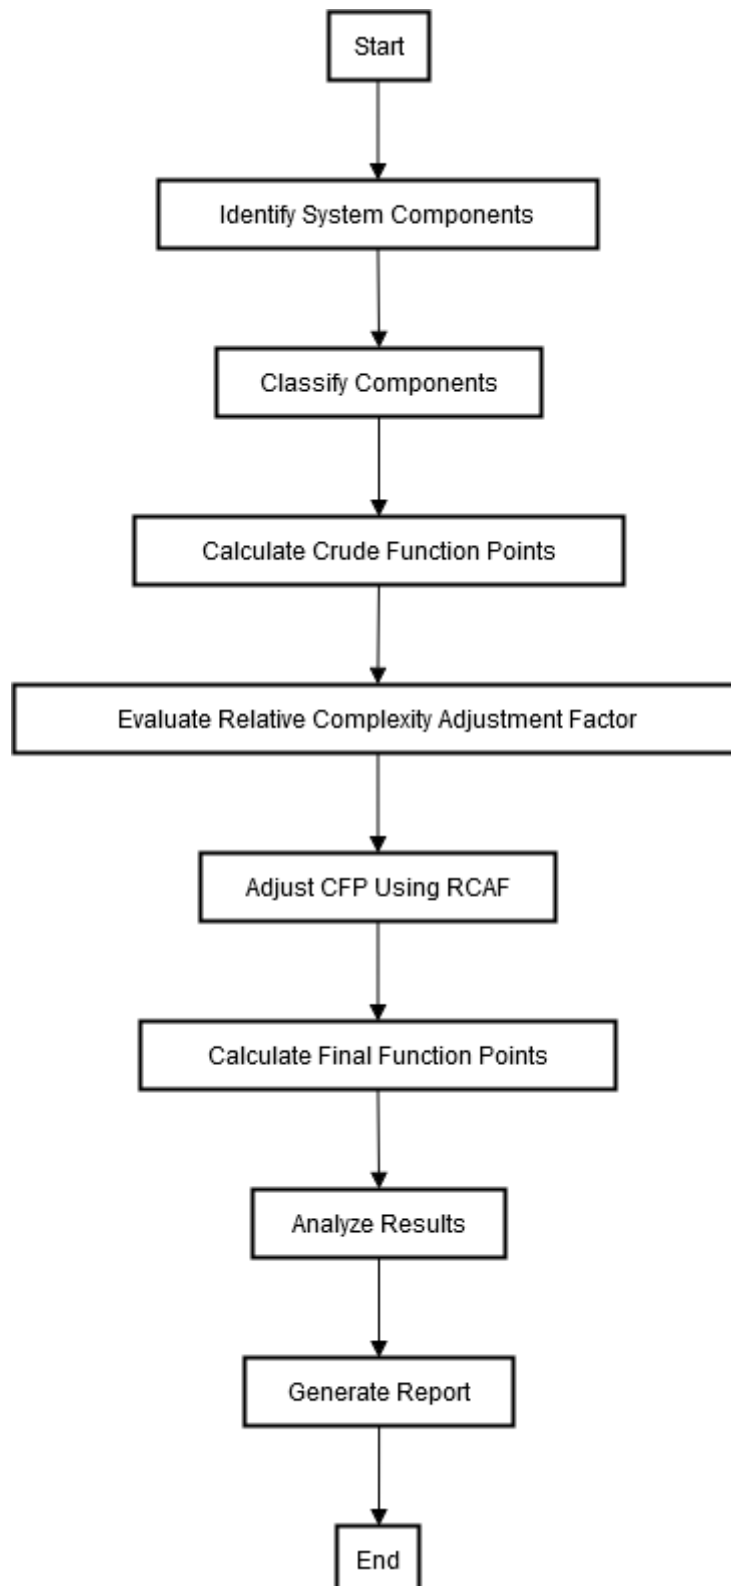 Start
Identify System Components
Classify Components
Calculate Crude Function Points
Evaluate Relative Complexity Adjustment Factor
Adjust CFP Using RCAF
Calculate Final Function Points
Analyze Results
Generate Report
End